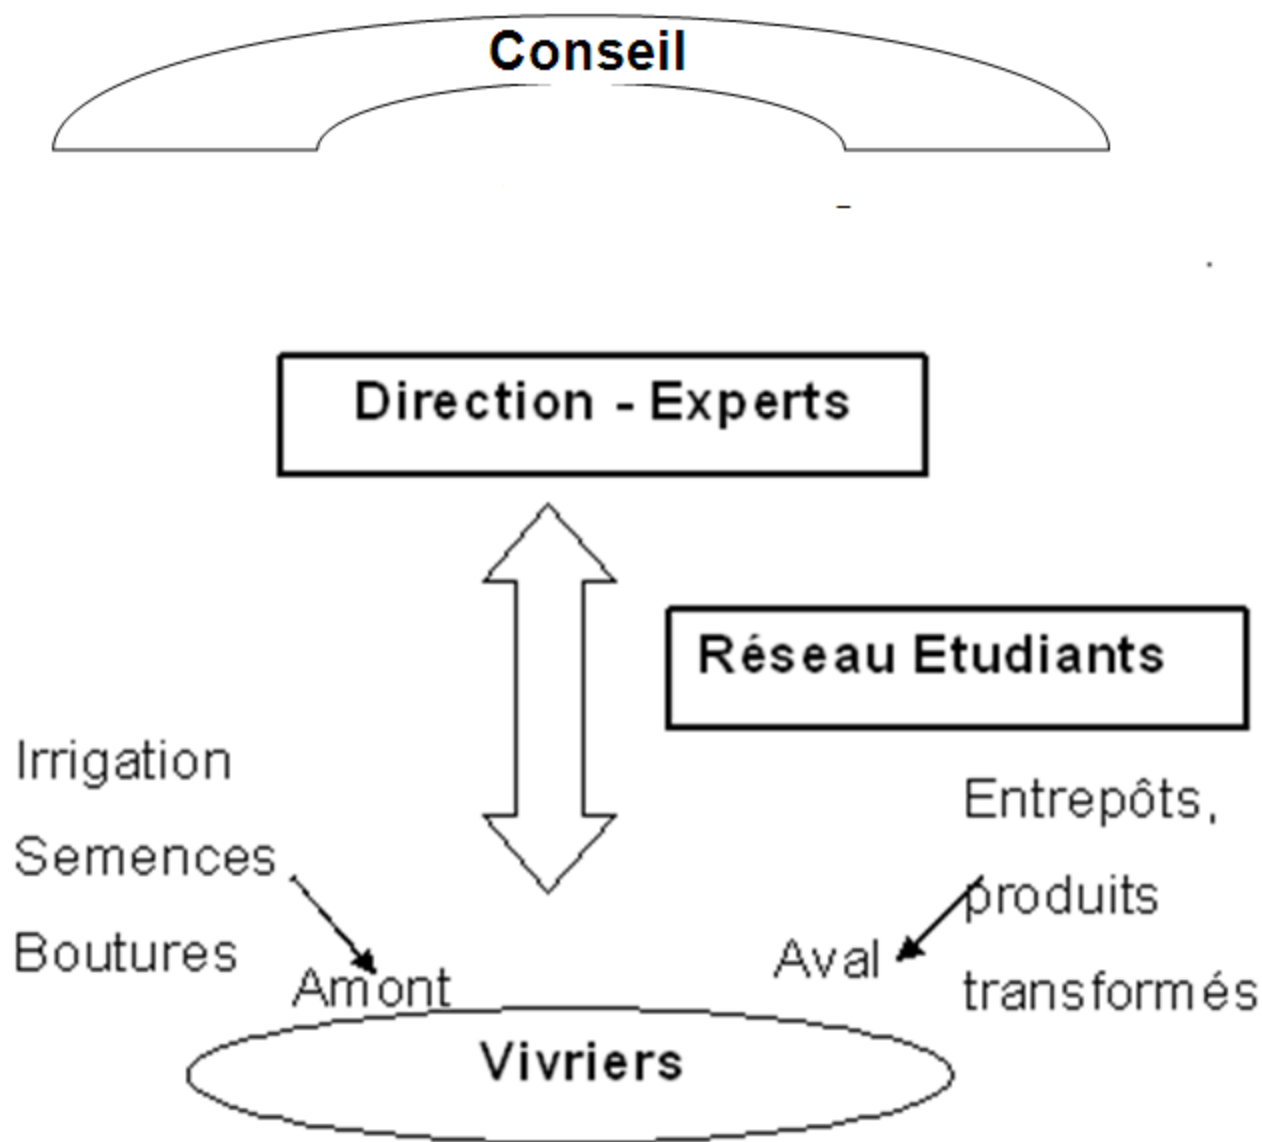 Conseil
Direction - Experts
Réseau Etudiants
Irrigation
Semences
Boutures
Amont
Entrepôts,
produits
transformés
Aval
Vivriers